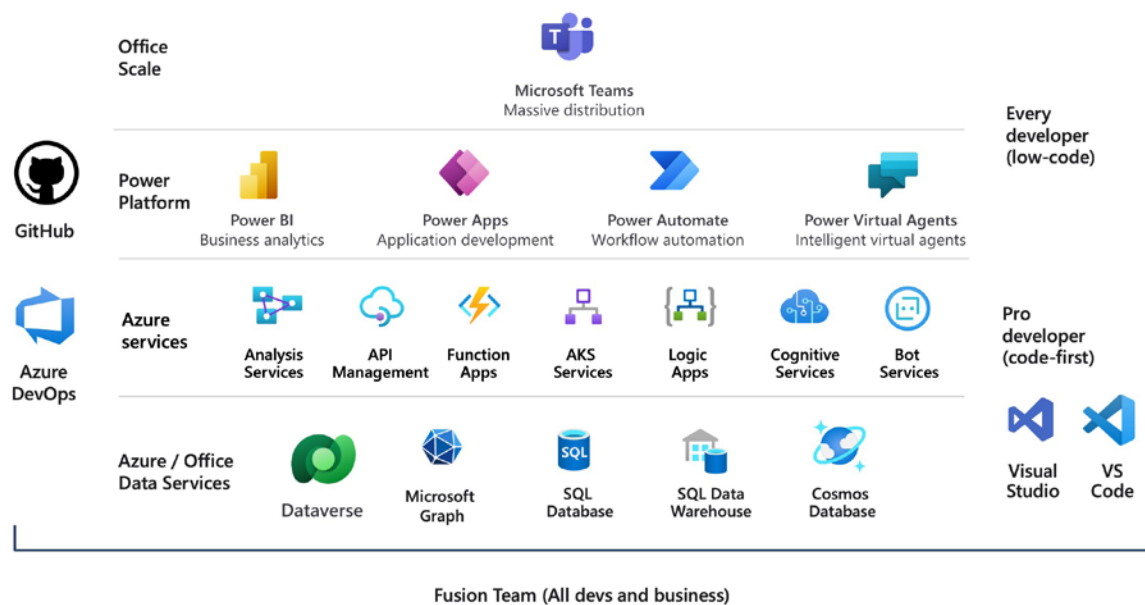 Office
Scale
T
Microsoft Teams
Massive distribution
Every
developer
(low-code)
GitHub
Power
Platform
Power BI
Business analytics
Power Apps
Application development
Power Automate
Workflow automation
Power Virtual Agents
Intelligent virtual agents
Azure
DevOps
Azure
services
Analysis
Services
API
Management
Function
Apps
AKS
Services
Logic
Apps
Cognitive
Services
Bot
Services
Pro
developer
(code-first)
Azure / Office
Data Services
Dataverse
Microsoft
Graph
SQL
SQL
Database
SQL Data
Warehouse
Cosmos
Database
Visual
Studio
VS
Code
Fusion Team (All devs and business)